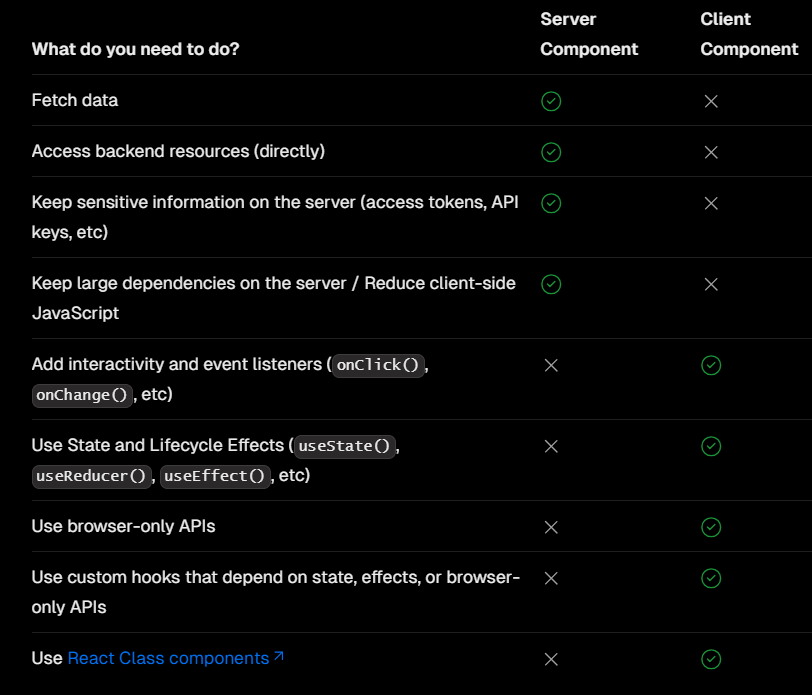 Server Client
What do you need to do? Component Component
Fetch data
Access backend resources (directly)
Keep sensitive information on the server (access tokens, API
keys, etc)
Keep large dependencies on the server / Reduce client-side
JavaScript
Add interactivity and event listeners ( onClick() ,
onChange() , etc)
Use State and Lifecycle Effects ( useState() ,
useReducer() , useEffect() , etc)
Use browser-only APIs
Use custom hooks that depend on state, effects, or browser-
only APIs
Use React Class components